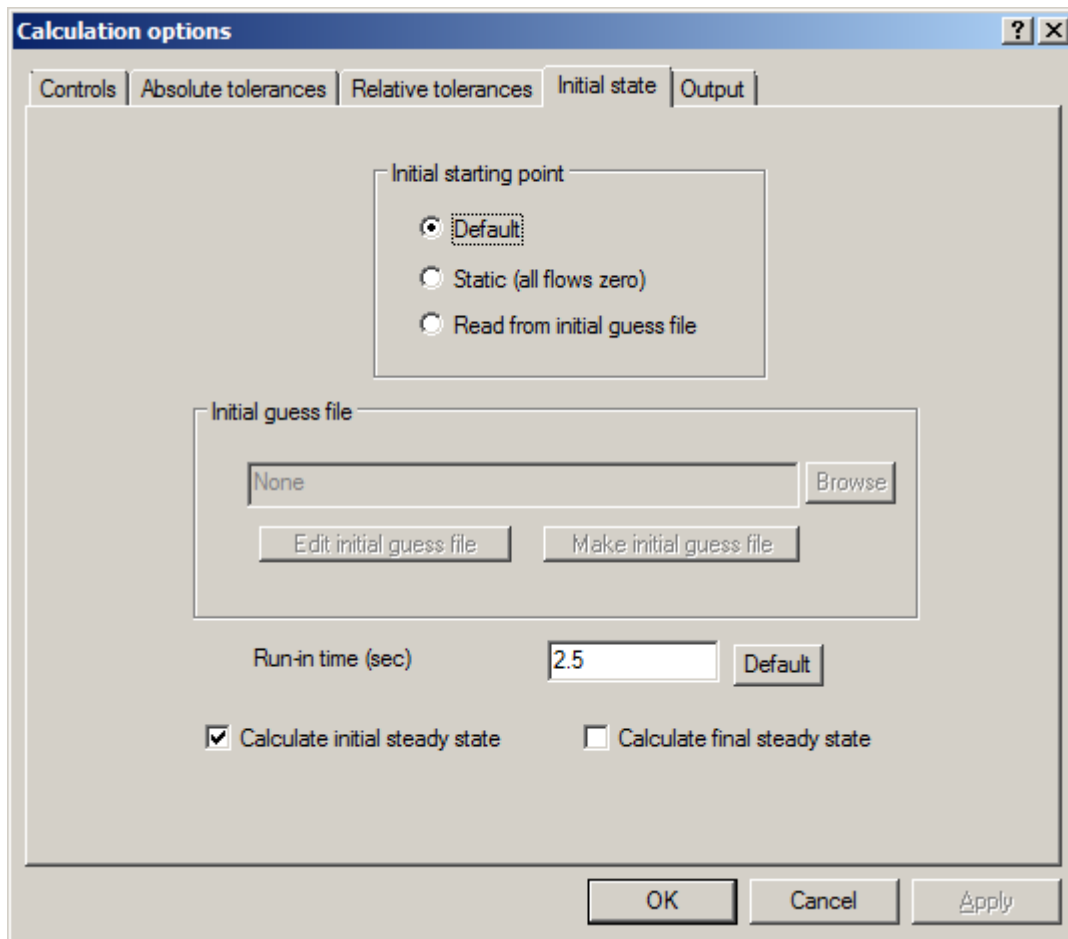 Calculation options
Controls Absolute tolerances Relative tolerances Initial state Output
Initial starting point
Default
Static (all flows zero)
Read from initial guess file
Initial guess file
None Browse
Edit initial guess file Make initial guess file
Run-in time (sec) 2.5 Default
Calculate initial steady state Calculate final steady state
OK Cancel Apply